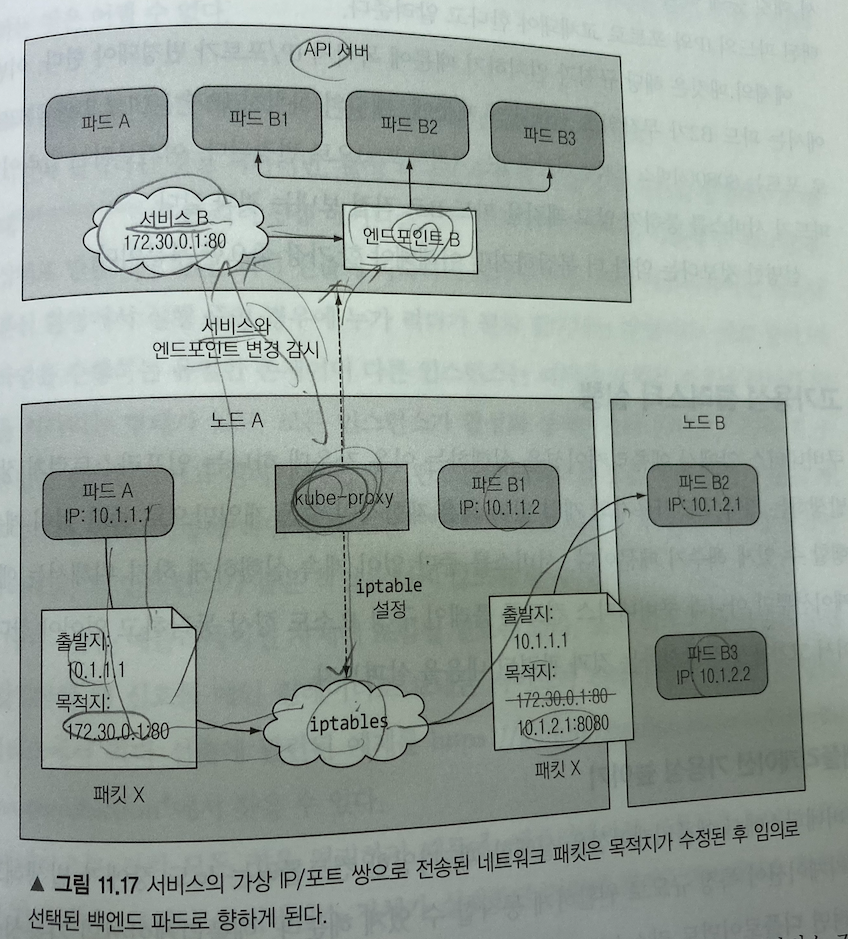 API 서버
파드 A
파드 B1
파드 B2
파드 B3
서비스 B
172.30.0.1:80
엔드포인트 B
서비스와
엔드포인트 변경 감시
노드 A
노드 B
파드 A
IP: 10.1.1.1
kube-proxy
파드 B1
IP: 10.1.1.2
파드 B2
IP: 10.1.2.1
iptable
설정
출발지:
10.1.1.1
목적지:
172.30.0.1:80
패킷 X
iptables
출발지:
10.1.1.1
목적지:
172.30.0.1:80
10.1.2.1:8080
패킷 X
파드 B3
IP: 10.1.2.2
▲ 그림 11.17 서비스의 가상 IP/포트 쌍으로 전송된 네트워크 패킷은 목적지가 수정된 후 임의로
선택된 백엔드 파드로 향하게 된다.